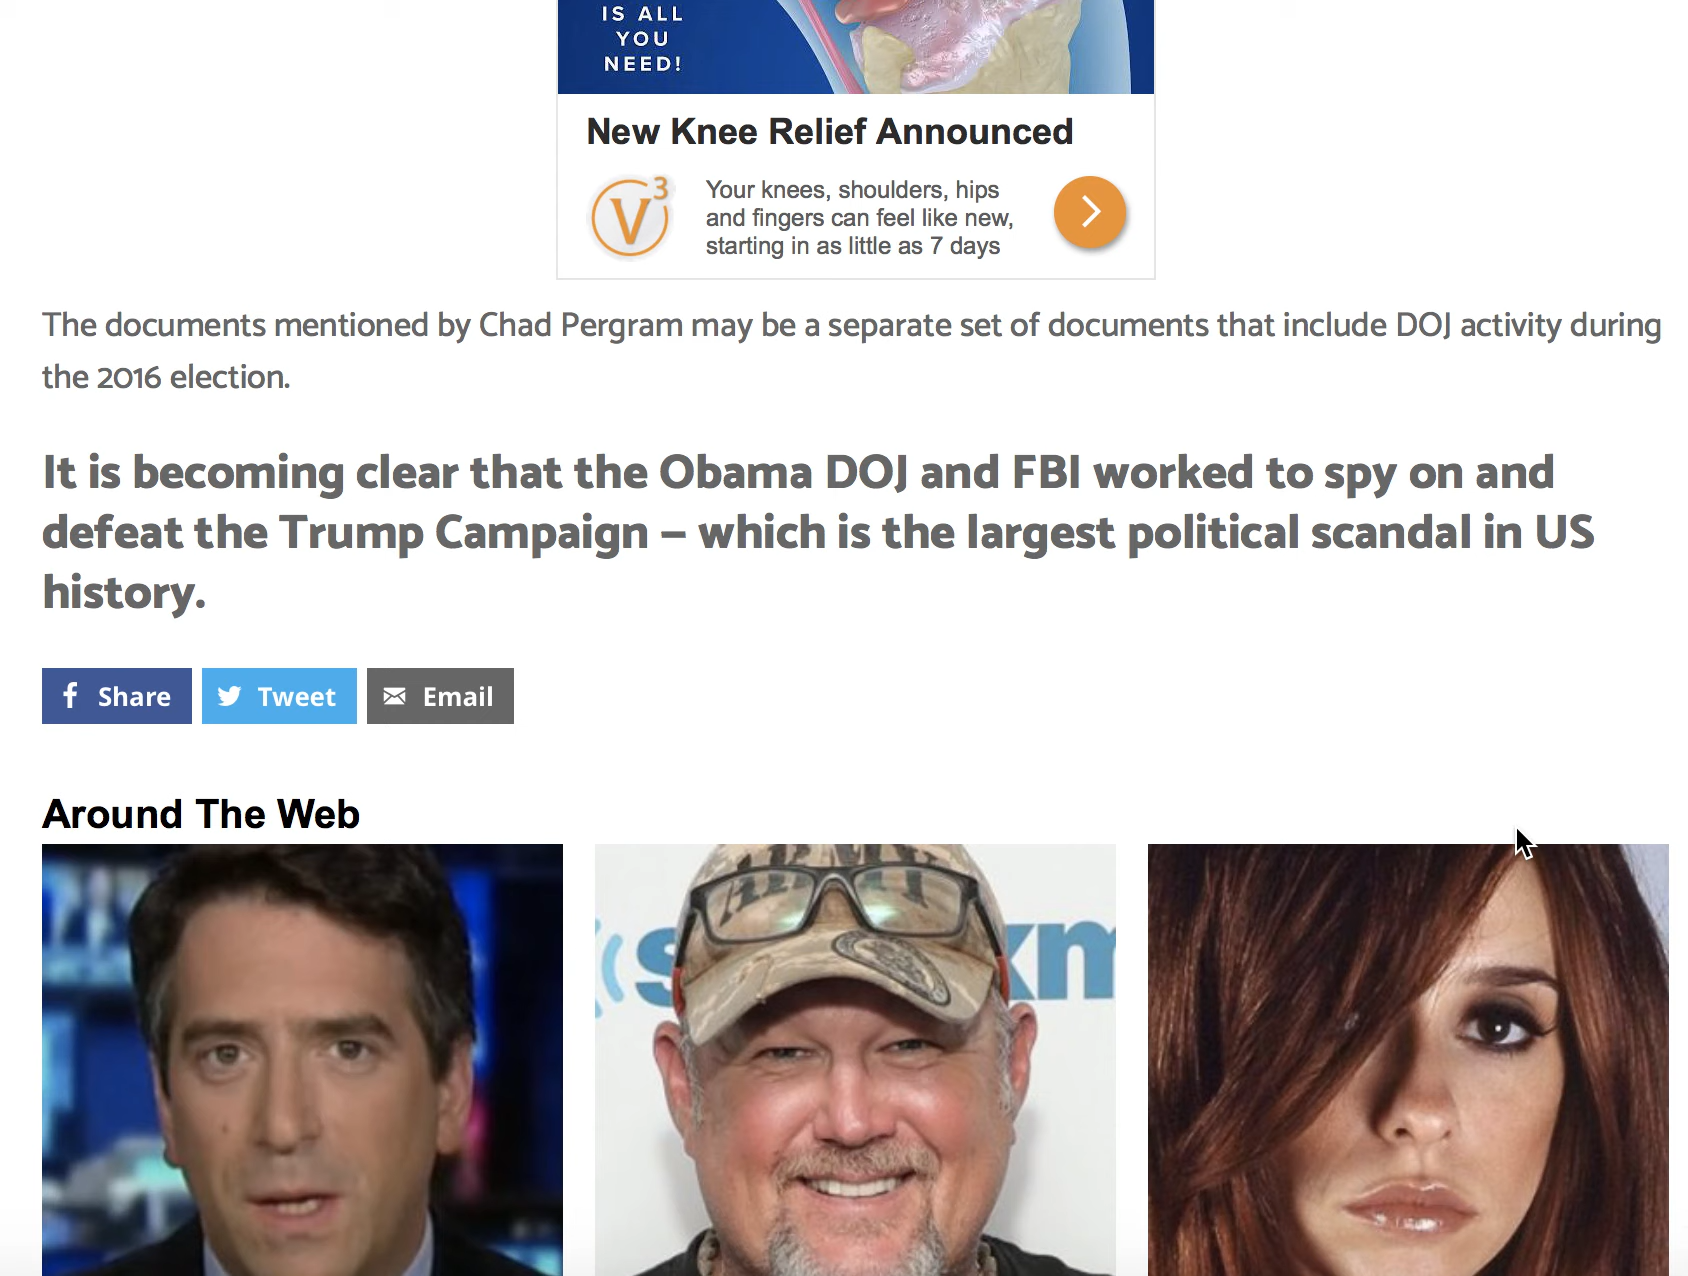 IS ALL
YOU
NEED!
New Knee Relief Announced
V3
Your knees, shoulders, hips
and fingers can feel like new,
starting in as little as 7 days
The documents mentioned by Chad Pergram may be a separate set of documents that include DOJ activity during
the 2016 election.
It is becoming clear that the Obama DOJ and FBI worked to spy on and
defeat the Trump Campaign – which is the largest political scandal in US
history.
Share
Tweet
Email
Around The Web
ARMY
s
xm